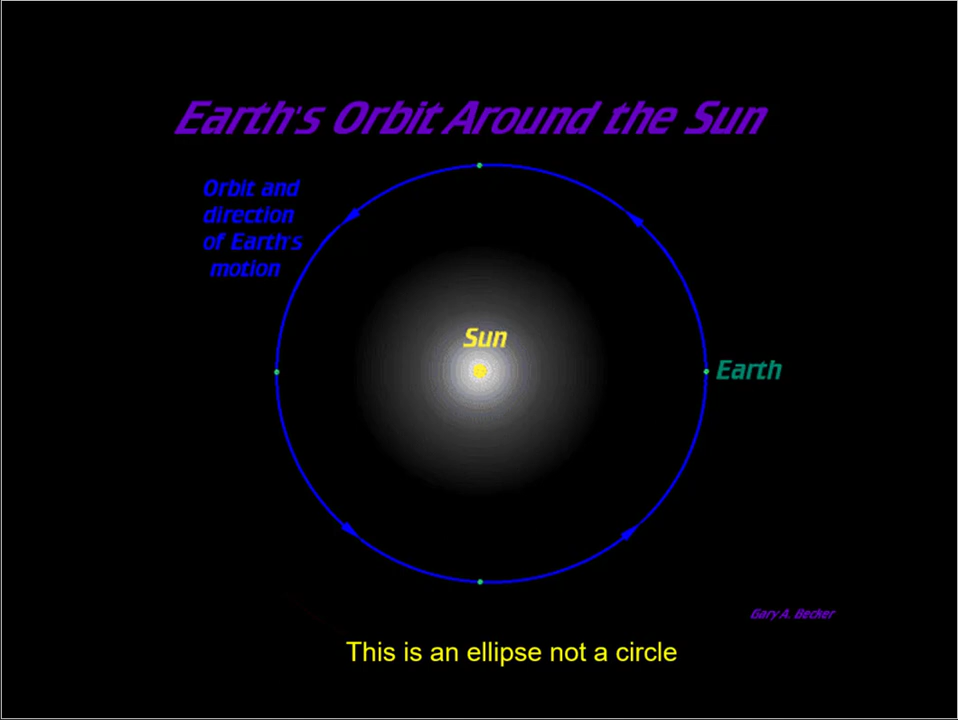 Earth's Orbit Around the Sun
Orbit and
direction
of Earth's
motion
Sun
Earth
Gary A. Becker
This is an ellipse not a circle